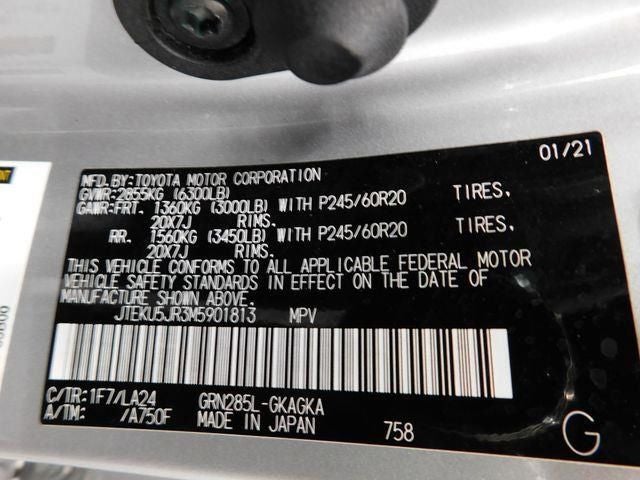 01/21
MFD. BY: TOYOTA MOTOR CORPORATION
GVWR: 2855KG (6300LB)
GAWR: FRT. 1360KG (3000LB) WITH P245/60R20 TIRES,
20X7J RIMS.
RR. 1560KG (3450LB) WITH P245/60R20 TIRES,
20X7J RIMS.
THIS VEHICLE CONFORMS TO ALL APPLICABLE FEDERAL MOTOR
VEHICLE SAFETY STANDARDS IN EFFECT ON THE DATE OF
MANUFACTURE SHOWN ABOVE.
JTEKU5JR3M5901813 MPV
C/TR: 1F7/LA24 GRN285L-GKAGKA
A/TM: /A750F MADE IN JAPAN 758 G